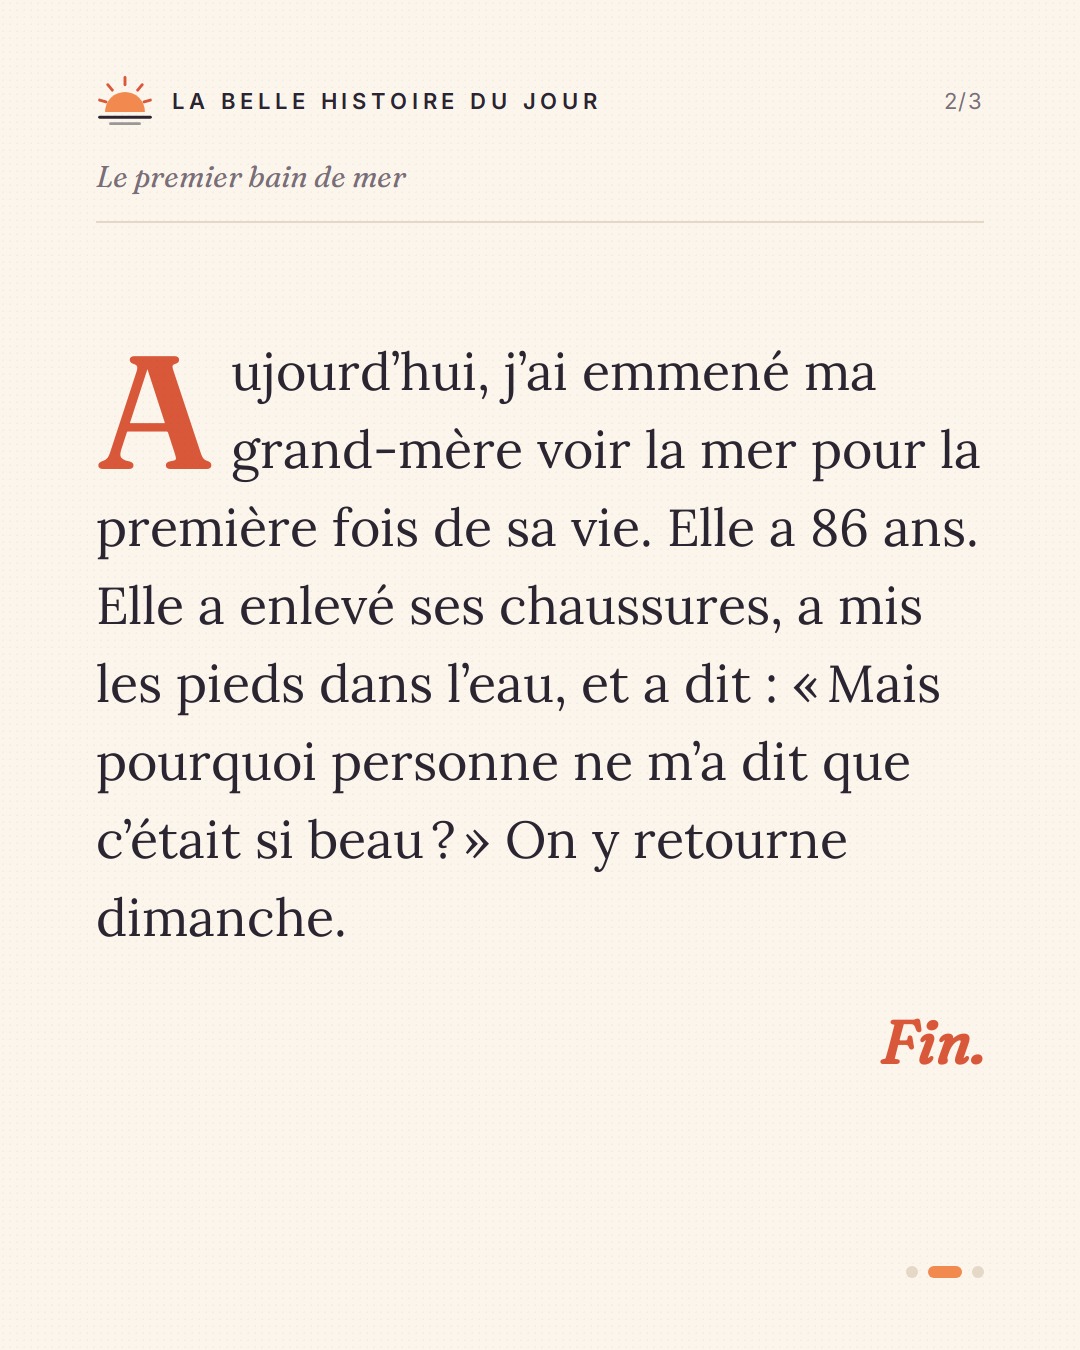 LA BELLE HISTOIRE DU JOUR
2/3
Le premier bain de mer
Aujourd’hui, j’ai emmené ma
grand-mère voir la mer pour la
première fois de sa vie. Elle a 86 ans.
Elle a enlevé ses chaussures, a mis
les pieds dans l’eau, et a dit : « Mais
pourquoi personne ne m’a dit que
c’était si beau ? » On y retourne
dimanche.
Fin.